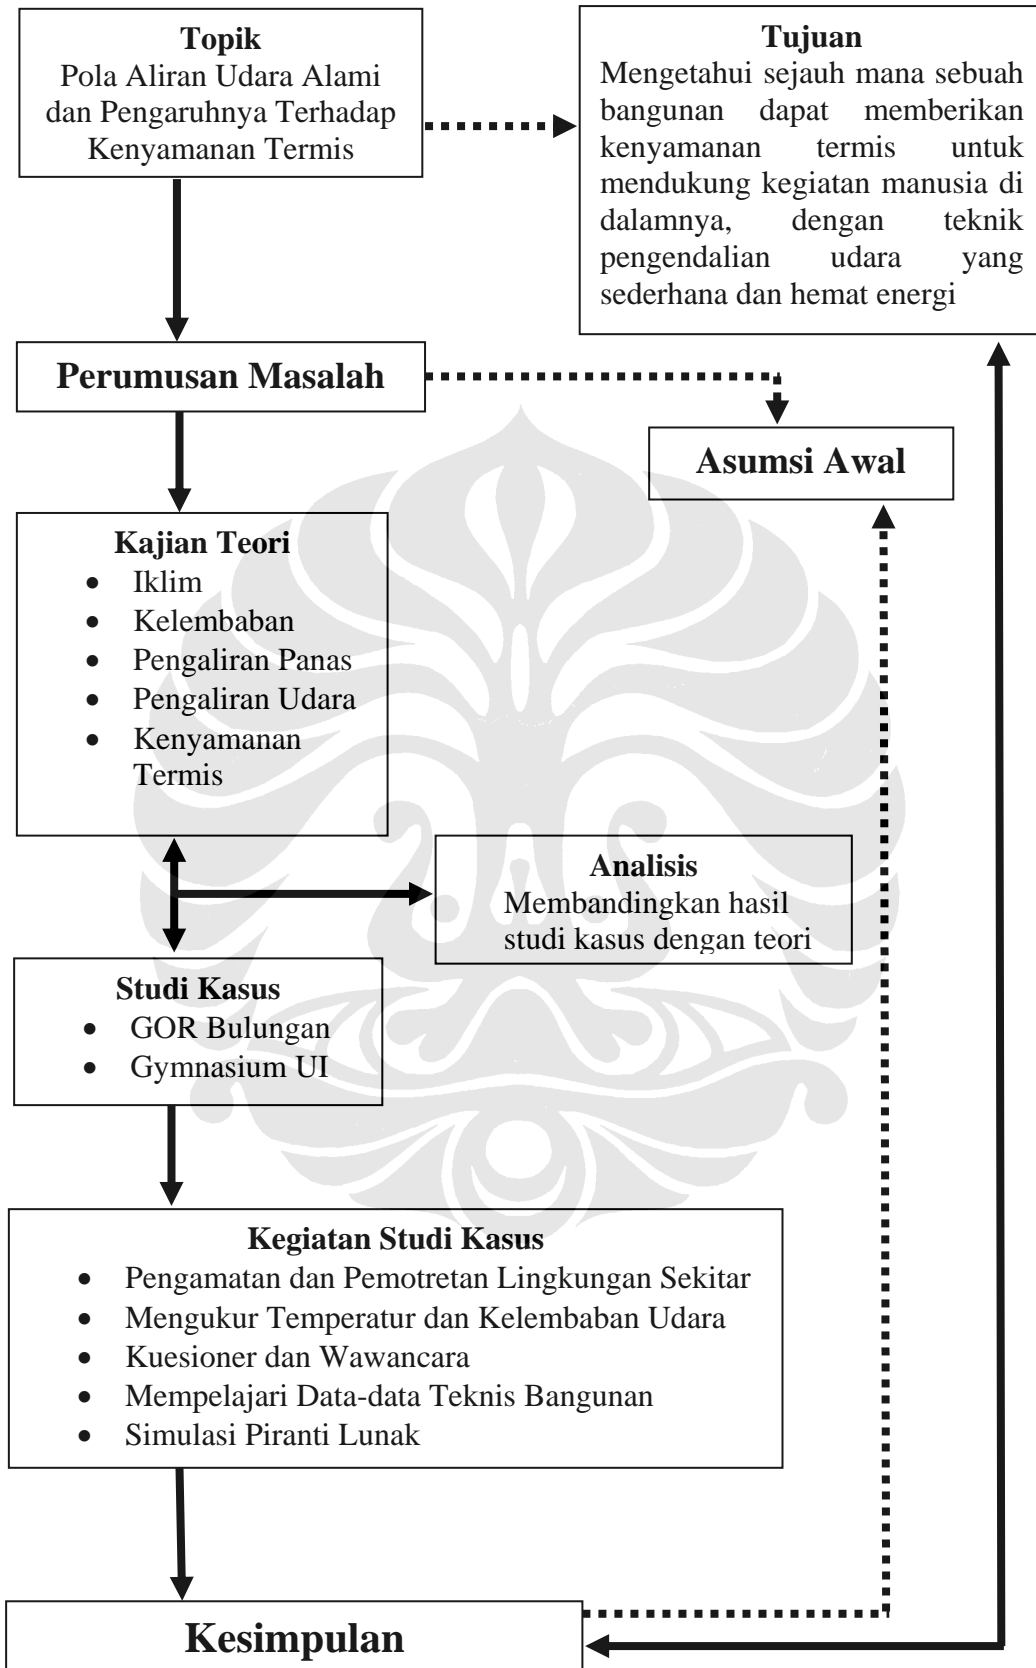 Topik
Pola Aliran Udara Alami
dan Pengaruhnya Terhadap
Kenyamanan Termis
Tujuan
Mengetahui sejauh mana sebuah
bangunan dapat memberikan
kenyamanan termis untuk
mendukung kegiatan manusia di
dalamnya, dengan teknik
pengendalian udara yang
sederhana dan hemat energi
Perumusan Masalah
Asumsi Awal
Kajian Teori
• Iklim
• Kelembaban
• Pengaliran Panas
• Pengaliran Udara
• Kenyamanan
Termis
Analisis
Membandingkan hasil
studi kasus dengan teori
Studi Kasus
• GOR Bulungan
• Gymnasium UI
Kegiatan Studi Kasus
• Pengamatan dan Pemotretan Lingkungan Sekitar
• Mengukur Temperatur dan Kelembaban Udara
• Kuesioner dan Wawancara
• Mempelajari Data-data Teknis Bangunan
• Simulasi Piranti Lunak
Kesimpulan